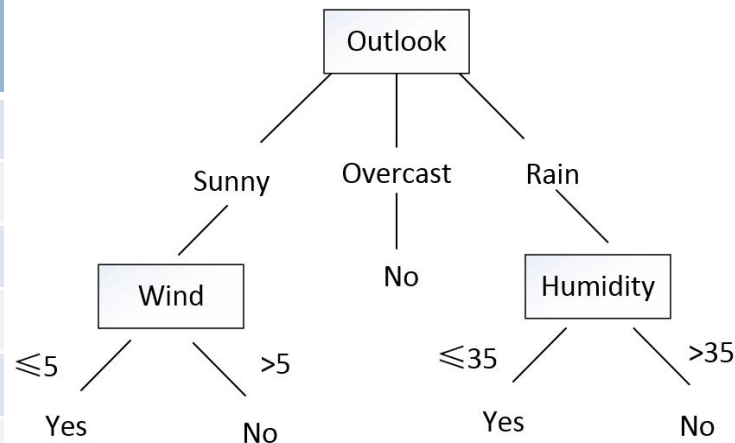 Outlook
Sunny
Overcast
Rain
No
Wind
Humidity
⩽5
>5
⩽35
>35
Yes
No
Yes
No